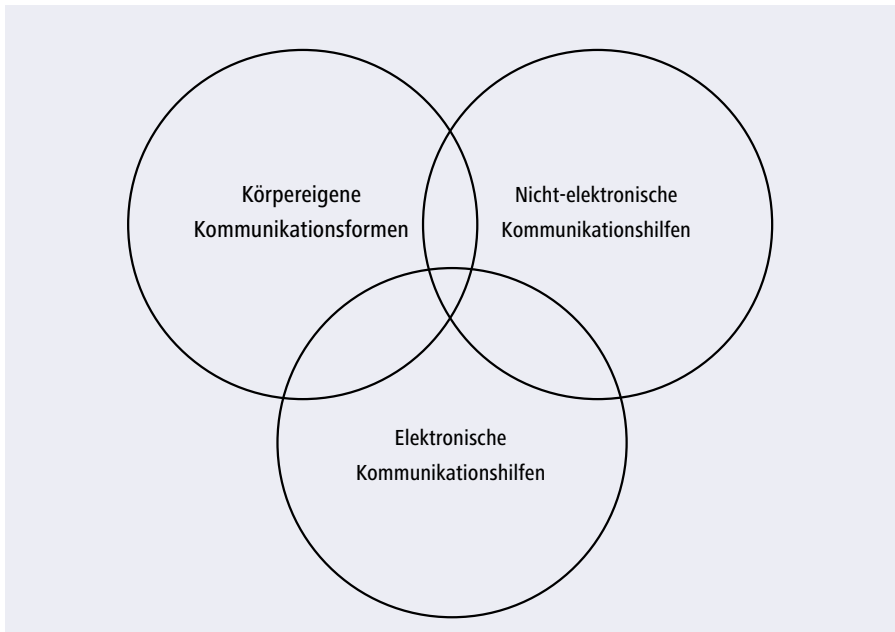 Körpereigene
Kommunikationsformen
Nicht-elektronische
Kommunikationshilfen
Elektronische
Kommunikationshilfen